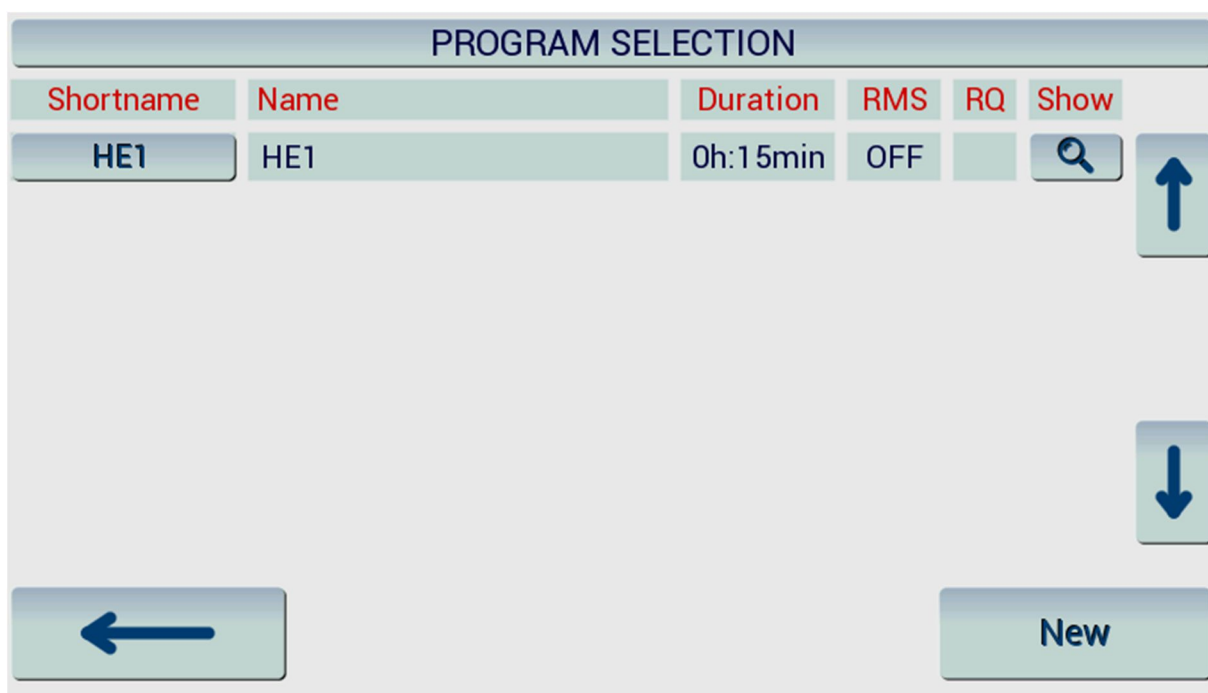 PROGRAM SELECTION
Shortname Name Duration RMS RQ Show
HE1 HE1 0h:15min OFF
New